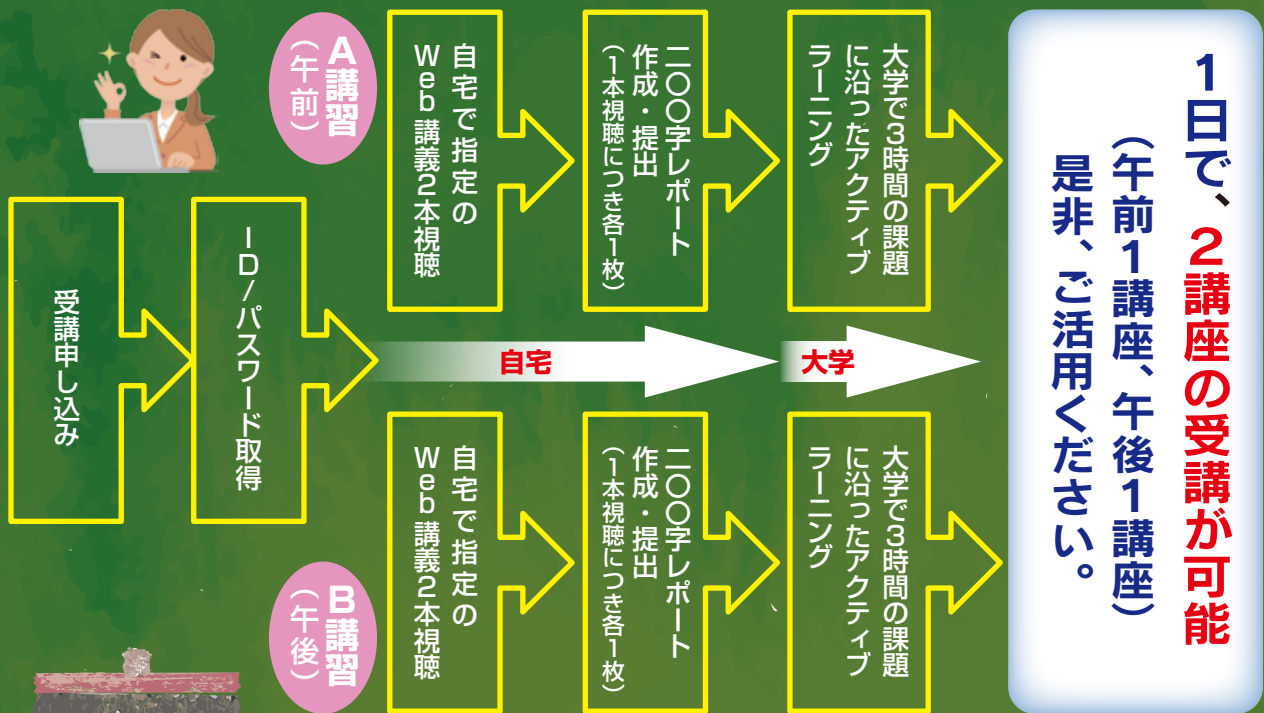 受講申し込み
ID/パスワード取得
A講習
（午前）
自宅で指定の
Web講義2本視聴
二〇〇字レポート
作成・提出
（1本視聴につき各1枚）
大学で3時間の課題
に沿ったアクティブ
ラーニング
自宅
大学
B講習
（午後）
自宅で指定の
Web講義2本視聴
二〇〇字レポート
作成・提出
（1本視聴につき各1枚）
大学で3時間の課題
に沿ったアクティブ
ラーニング
1日で、2講座の受講が可能
（午前1講座、午後1講座）
是非、ご活用ください。